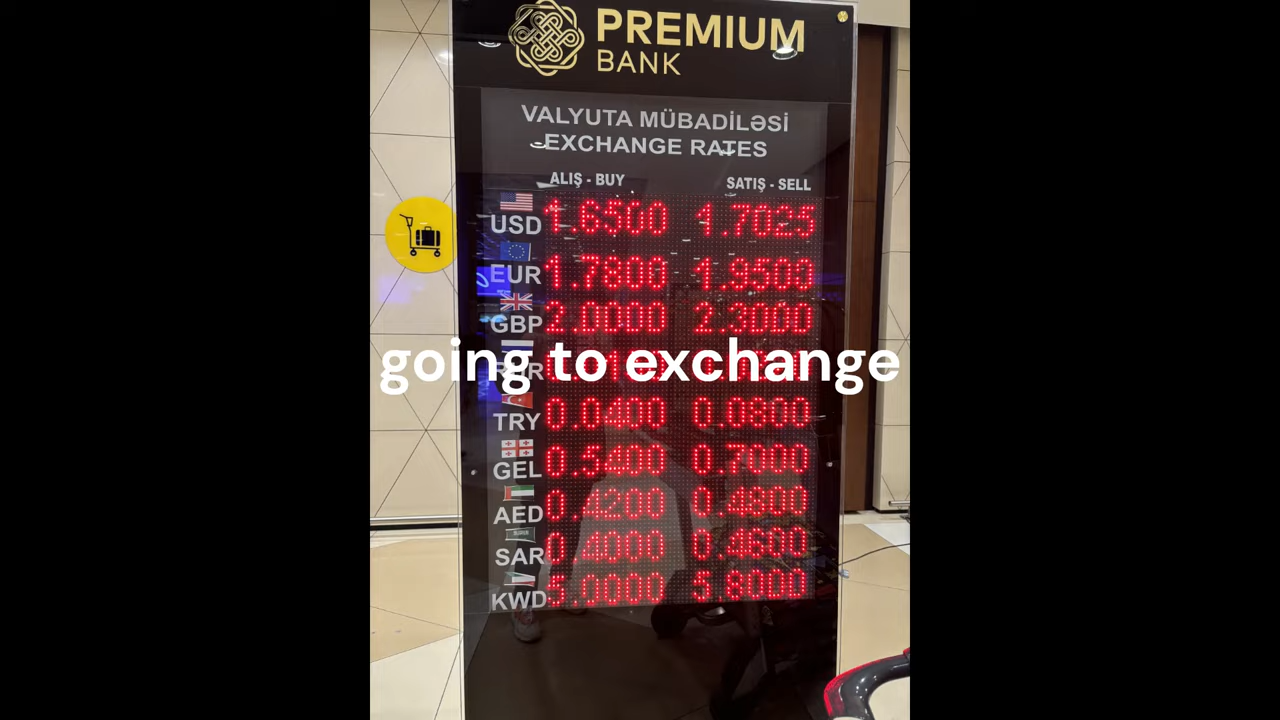 PREMIUM
BANK
VALYUTA MÜBADİLƏSİ
EXCHANGE RATES
ALIŞ - BUY SATIŞ - SELL
USD 1.6500 1.7025
EUR 1.7800 1.9500
GBP 2.0000 2.3000
going to exchange
TRY 0.0400 0.0800
GEL 0.5400 0.7000
AED 0.4200 0.4800
SAR 0.4000 0.4600
KWD 5.0000 5.8000